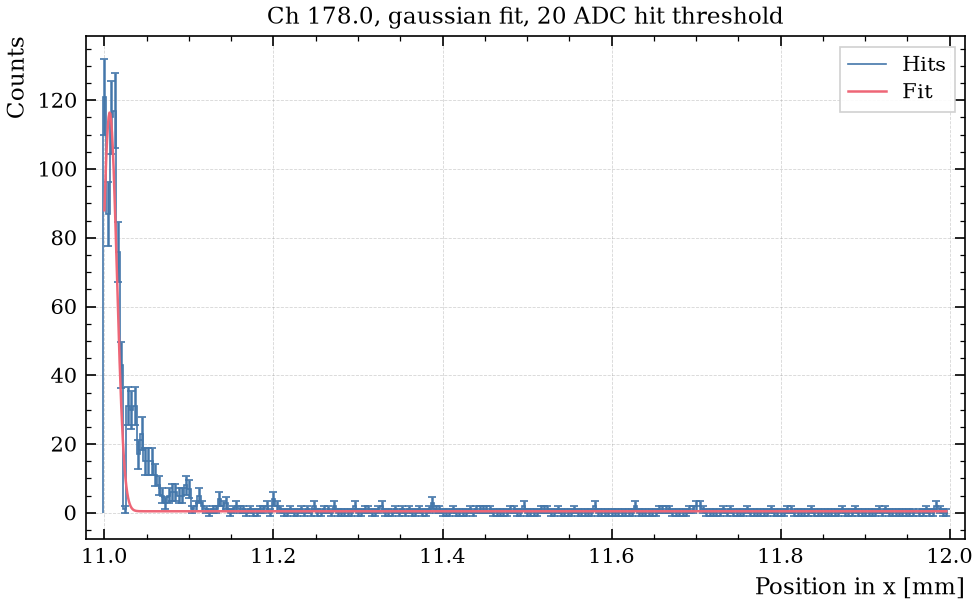 Ch 178.0, gaussian fit, 20 ADC hit threshold
Counts
Hits
Fit
120
100
80
60
40
20
0
11.0 11.2 11.4 11.6 11.8 12.0
Position in x [mm]